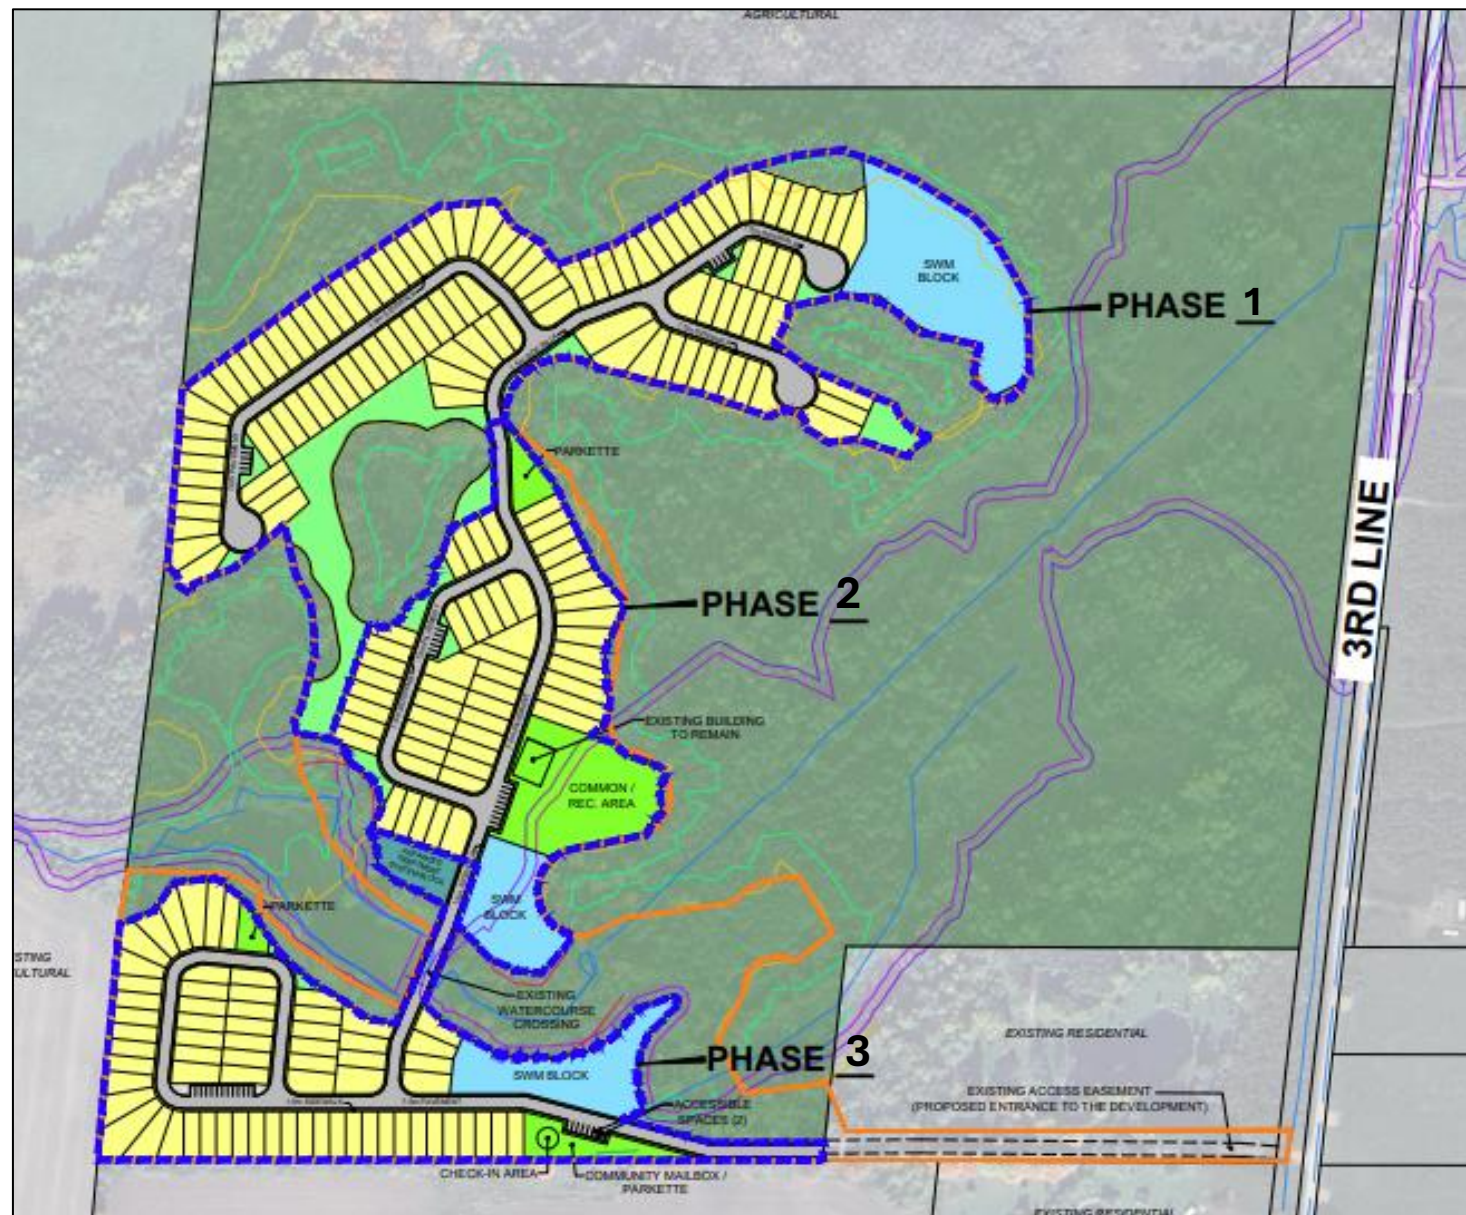 AGRICULTURAL
SWM
BLOCK
PHASE 1
PARKETTE
3RD LINE
PHASE 2
EXISTING BUILDING
TO REMAIN
COMMON /
REC. AREA
SWM
BLOCK
PARKETTE
STING
ULTURAL
EXISTING
WATERCOURSE
CROSSING
EXISTING RESIDENTIAL
PHASE 3
SWM BLOCK
EXISTING ACCESS EASEMENT
(PROPOSED ENTRANCE TO THE DEVELOPMENT)
ACCESSIBLE
SPACES (2)
CHECK-IN AREA
COMMUNITY MAILBOX /
PARKETTE
EXISTING RESIDENTIAL